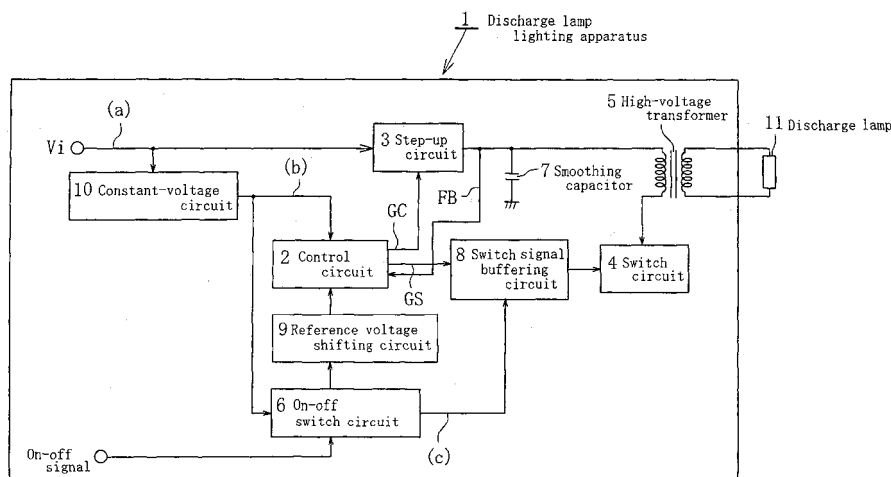 1 Discharge lamp
lighting apparatus
(a)
Vi
3 Step-up
circuit
5 High-voltage
transformer
11 Discharge lamp
10 Constant-voltage
circuit
(b)
7 Smoothing
capacitor
FB
GC
2 Control
circuit
GS
8 Switch signal
buffering
circuit
4 Switch
circuit
9 Reference voltage
shifting circuit
6 On-off
switch circuit
(c)
On-off
signal